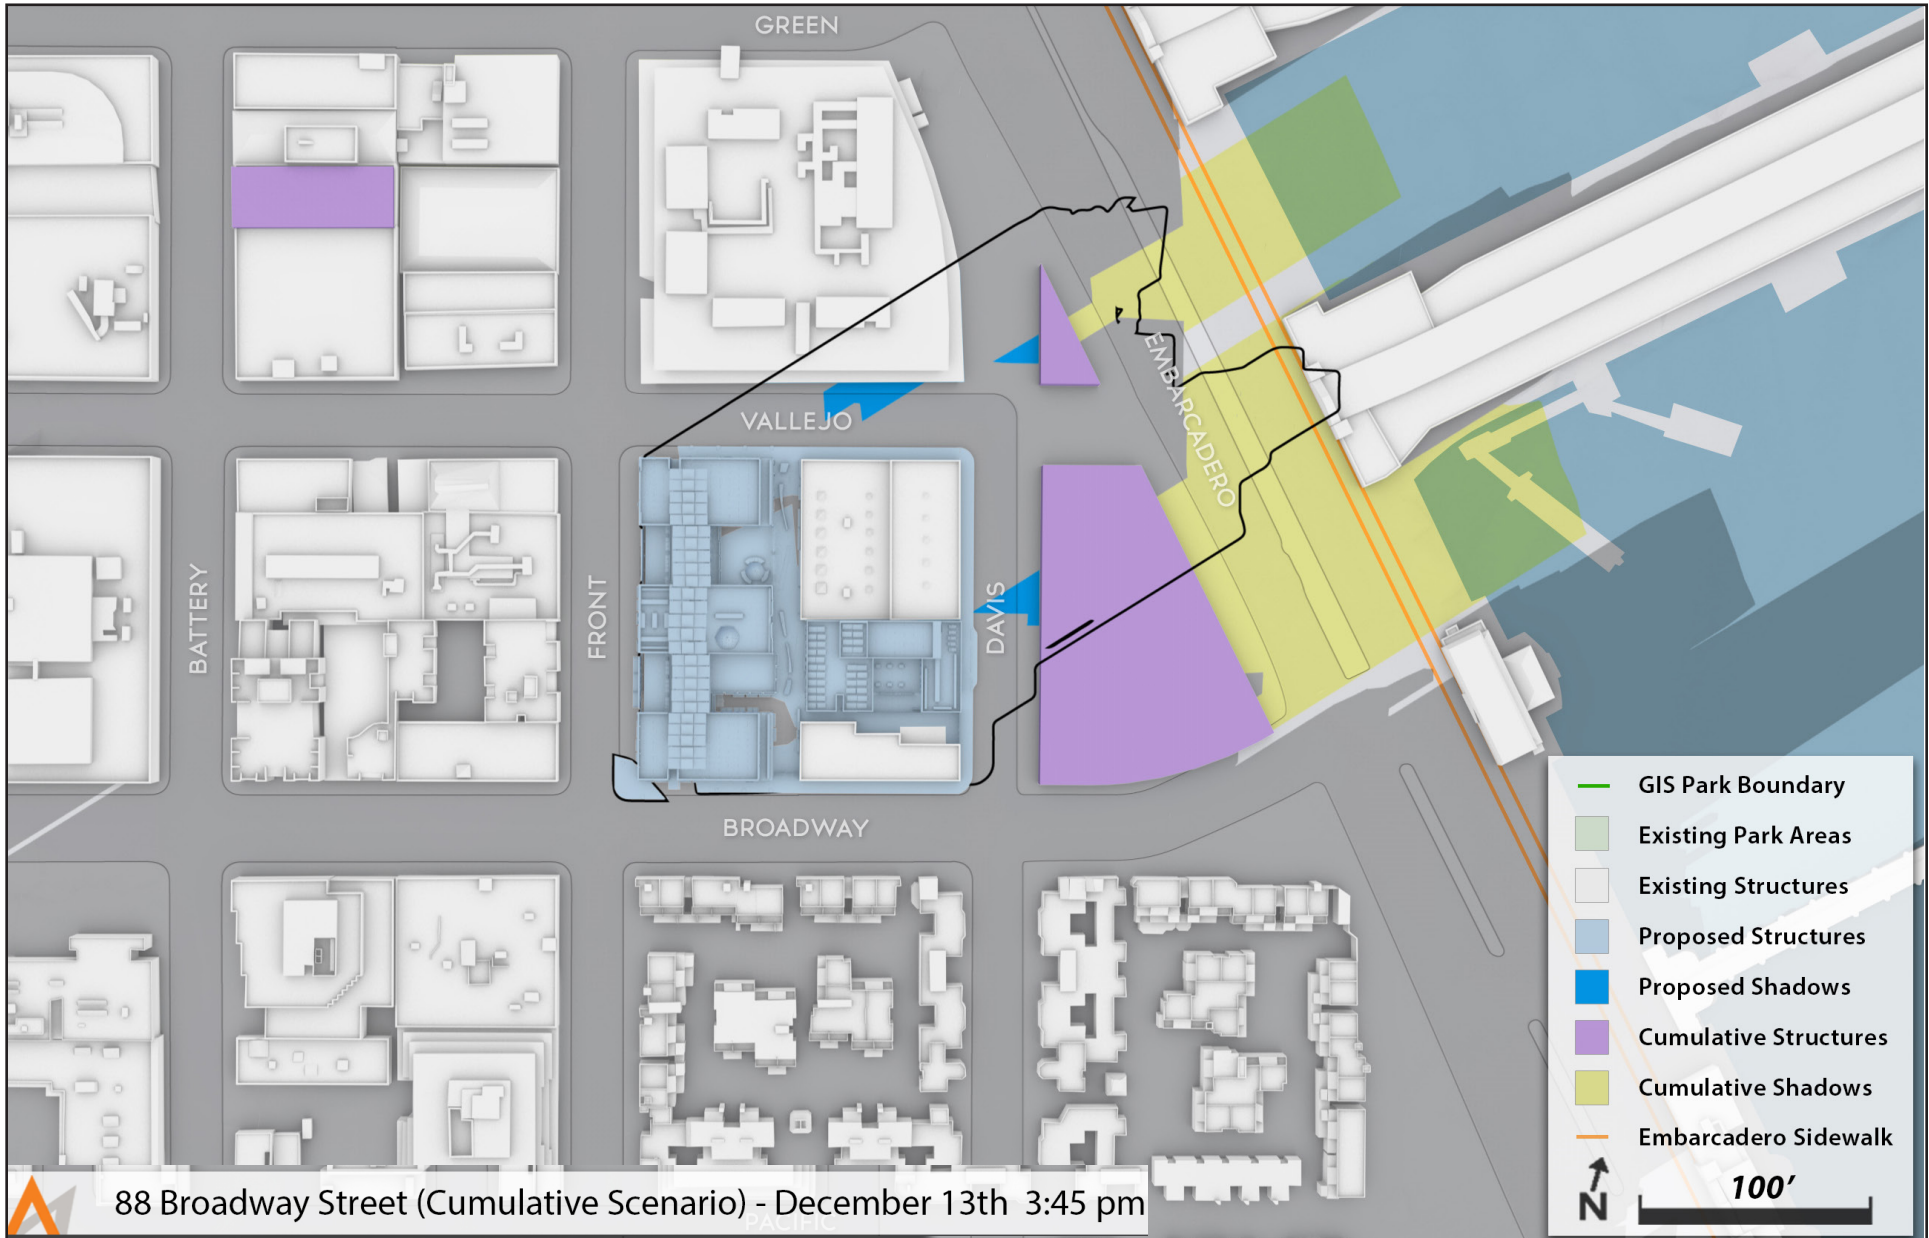 GREEN
EMBARCADERO
VALLEJO
BATTERY
FRONT
DAVIS
BROADWAY
GIS Park Boundary
Existing Park Areas
Existing Structures
Proposed Structures
Proposed Shadows
Cumulative Structures
Cumulative Shadows
Embarcadero Sidewalk
N
100’
88 Broadway Street (Cumulative Scenario) - December 13th 3:45 pm
PACIFIC